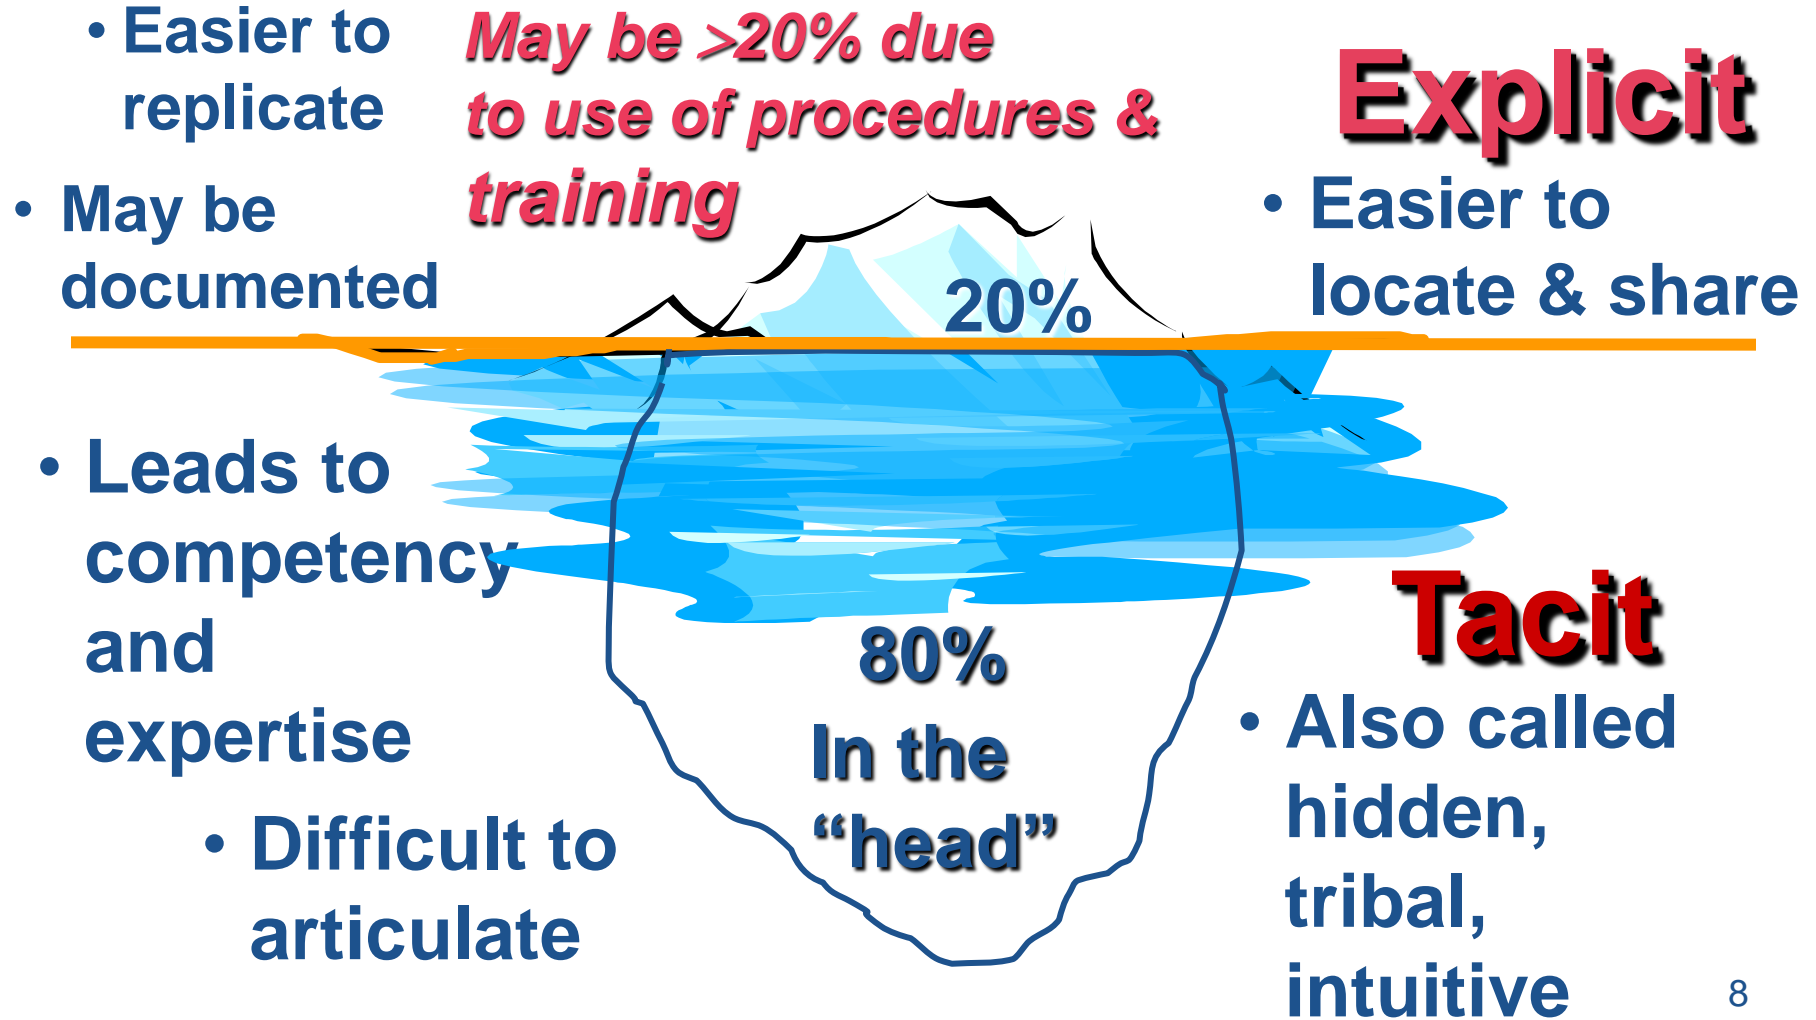 • Easier to
replicate
May be >20% due
to use of procedures &
training
Explicit
• May be
documented
• Easier to
locate & share
20%
• Leads to
competency
and
expertise
• Difficult to
articulate
80%
In the
“head”
Tacit
• Also called
hidden,
tribal,
intuitive
8